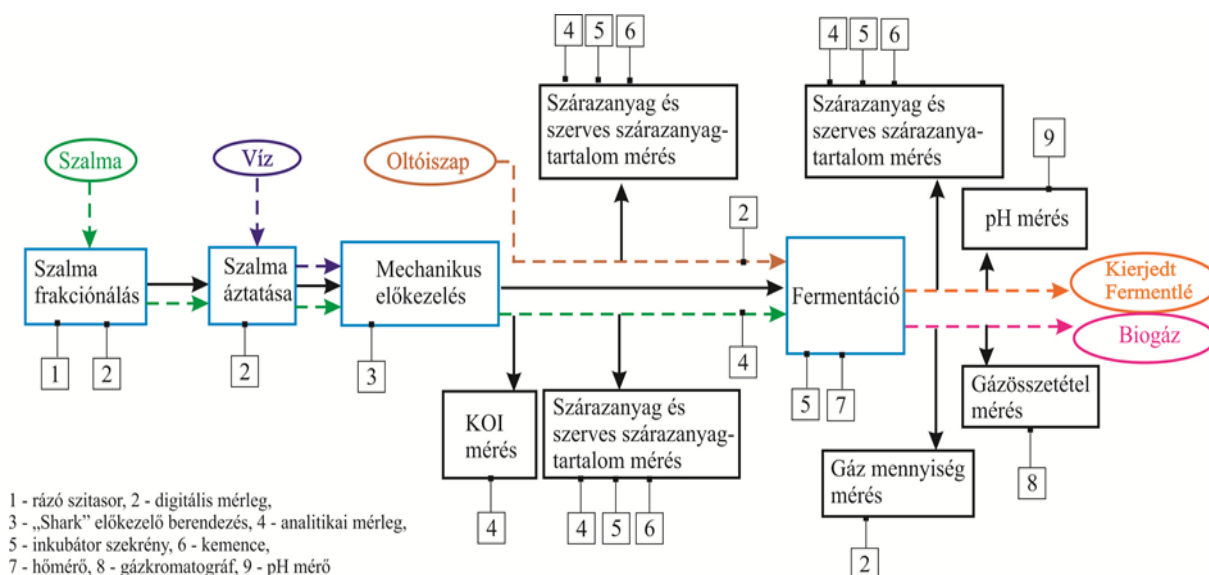 4
5
6
4
5
6
Szárazanyag és
szerves szárazanyag-
tartalom mérés
Szárazanyag és
szerves szárazanya-
tartalom mérés
9
Szalma
Víz
Oltóiszap
2
pH mérés
Szalma
frakciónálás
Szalma
áztatása
Mechanikus
előkezelés
Fermentáció
Kierjedt
Fermentlé
Biogáz
1
2
2
3
4
5
7
KOI
mérés
Szárazanyag és
szerves szárazanyag-
tartalom mérés
Gázösszetétel
mérés
Gáz mennyiség
mérés
8
4
4
5
6
2
1 - rázó szitasor, 2 - digitális mérleg,
3 - „Shark” előkezelő berendezés, 4 - analitikai mérleg,
5 - inkubátor szekrény, 6 - kemence,
7 - hőmérő, 8 - gázkromatográf, 9 - pH mérő